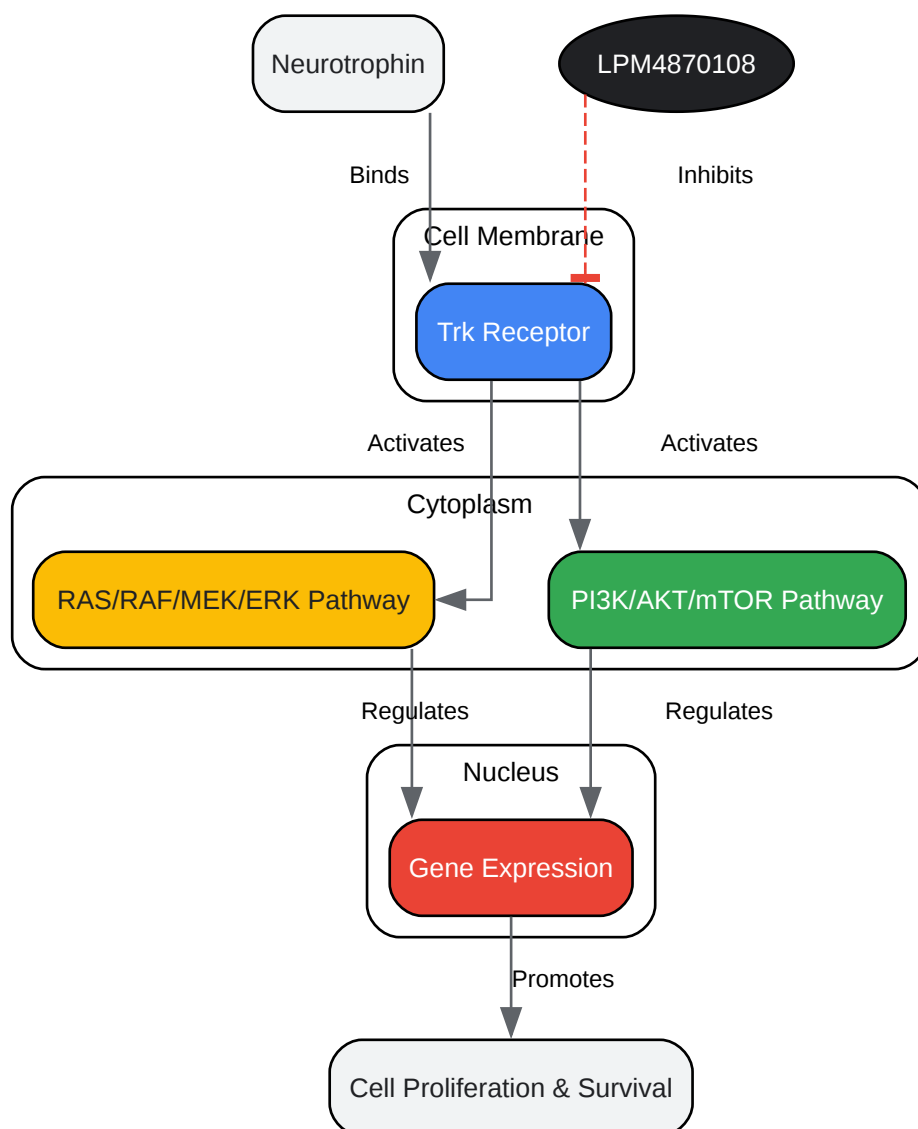 Neurotrophin
LPM4870108
Binds
Inhibits
Cell Membrane
Trk Receptor
Activates
Activates
Cytoplasm
RAS/RAF/MEK/ERK Pathway
PI3K/AKT/mTOR Pathway
Regulates
Regulates
Nucleus
Gene Expression
Promotes
Cell Proliferation & Survival